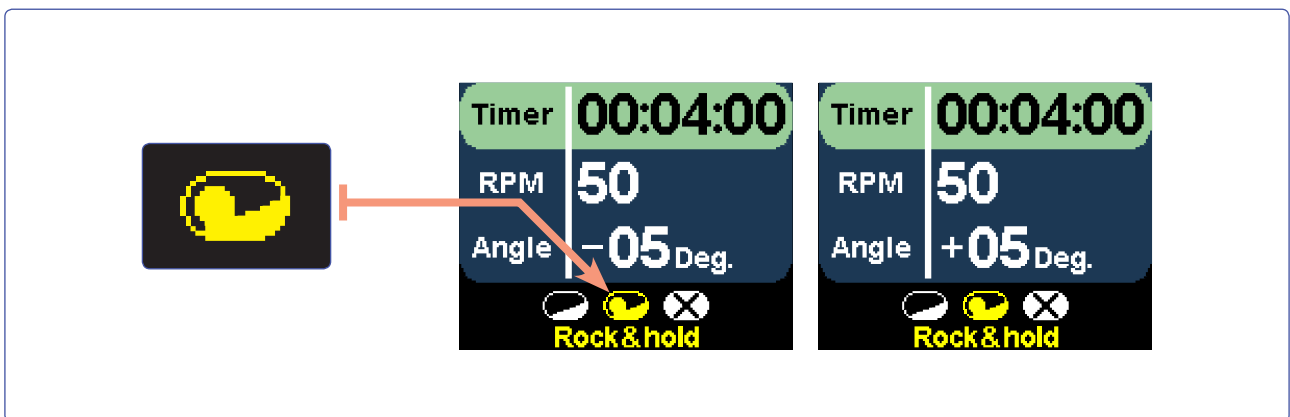 Timer 00:04:00
RPM 50
Angle -05 Deg.
Rock&hold
Timer 00:04:00
RPM 50
Angle +05 Deg.
Rock&hold